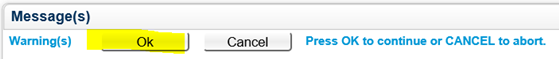 Message(s)
Warning(s) Ok Cancel Press OK to continue or CANCEL to abort.